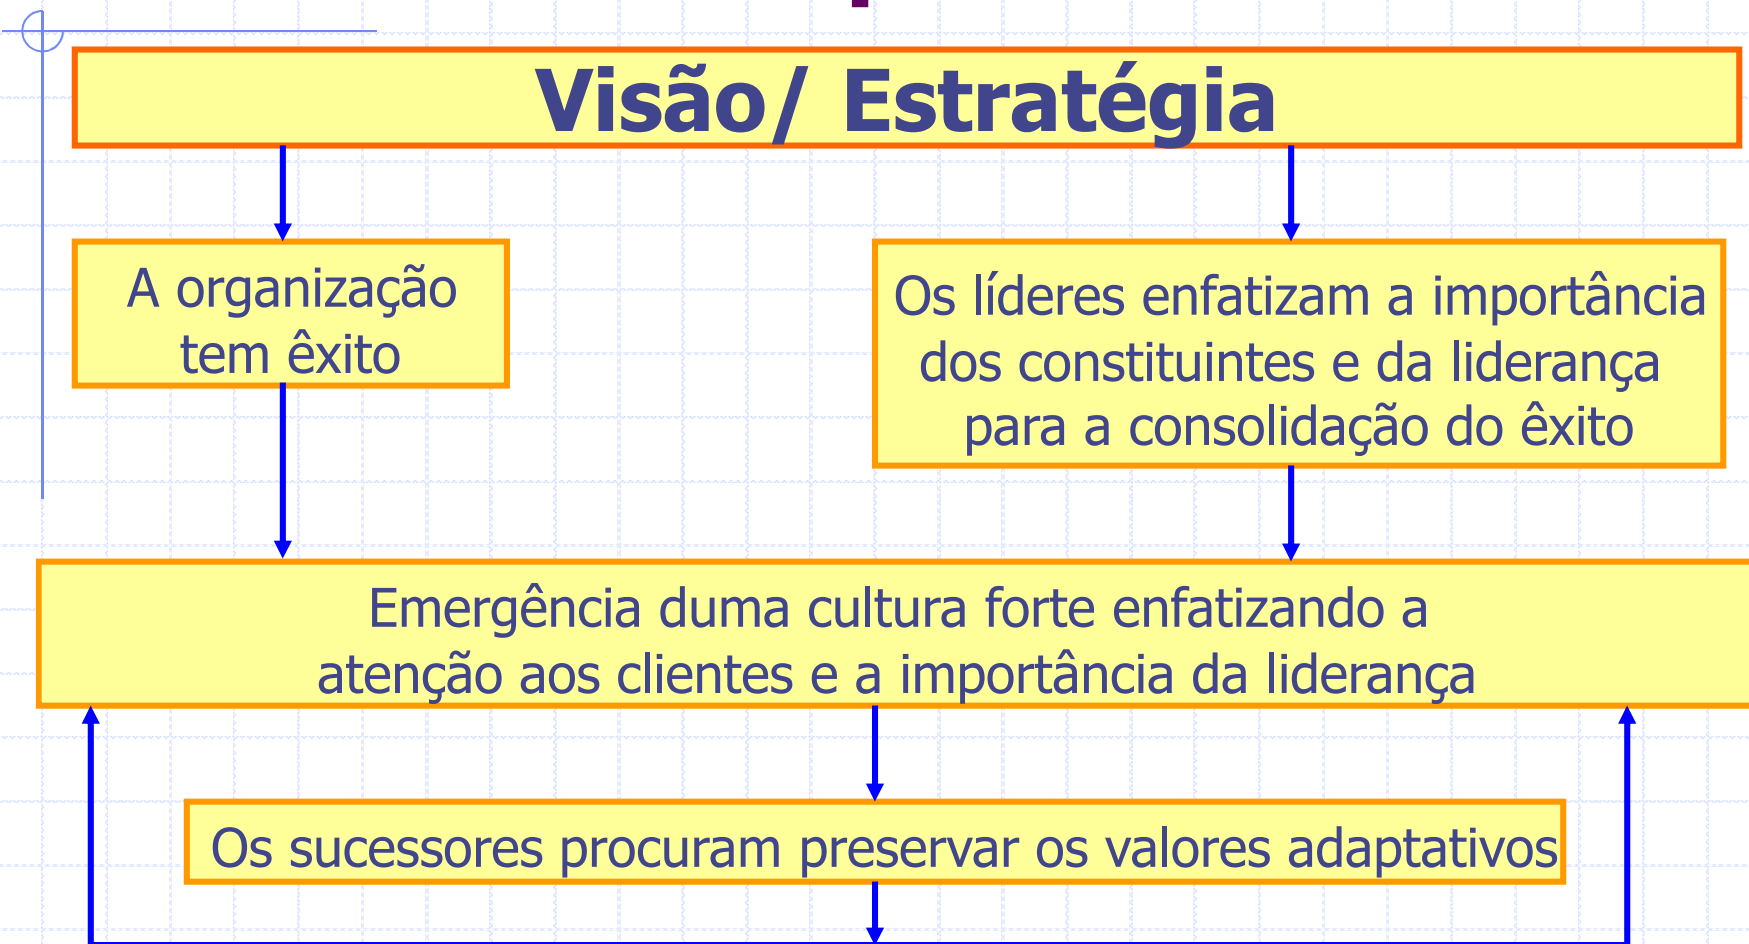 Visão/ Estratégia
A organização
tem êxito
Os líderes enfatizam a importância
dos constituintes e da liderança
para a consolidação do êxito
Emergência duma cultura forte enfatizando a
atenção aos clientes e a importância da liderança
Os sucessores procuram preservar os valores adaptativos